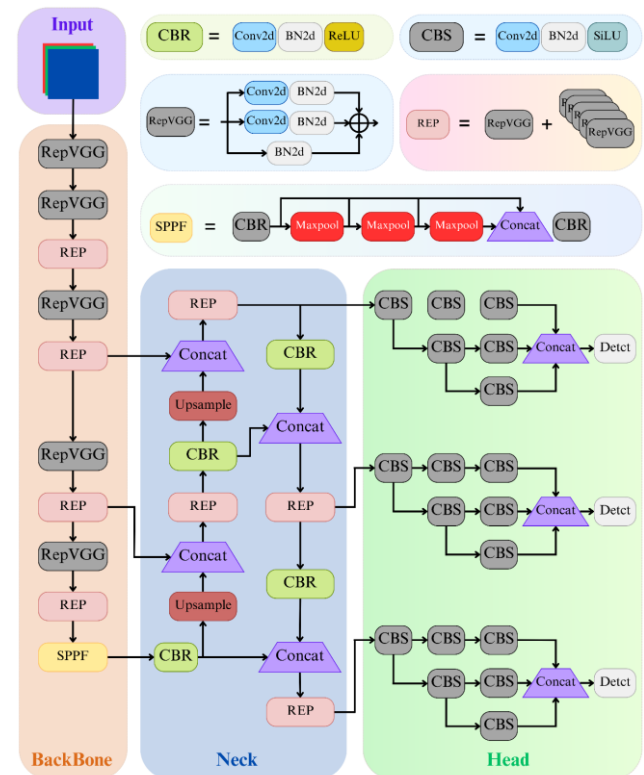 Input
CBR = Conv2d BN2d ReLU
CBS = Conv2d BN2d SiLU
RepVGG = Conv2d BN2d
Conv2d BN2d
BN2d
REP = RepVGG + RepVGG
SPPF = CBR Maxpool Maxpool Maxpool Concat CBR
RepVGG
RepVGG
REP
RepVGG
REP
RepVGG
REP
RepVGG
REP
SPPF
BackBone
REP
Concat
Upsample
CBR
REP
Concat
Upsample
CBR
CBR
Concat
REP
CBR
Concat
REP
Neck
CBS CBS CBS
CBS CBS Concat Detct
CBS
CBS CBS CBS
CBS CBS Concat Detct
CBS
CBS CBS CBS
CBS CBS Concat Detct
CBS
Head